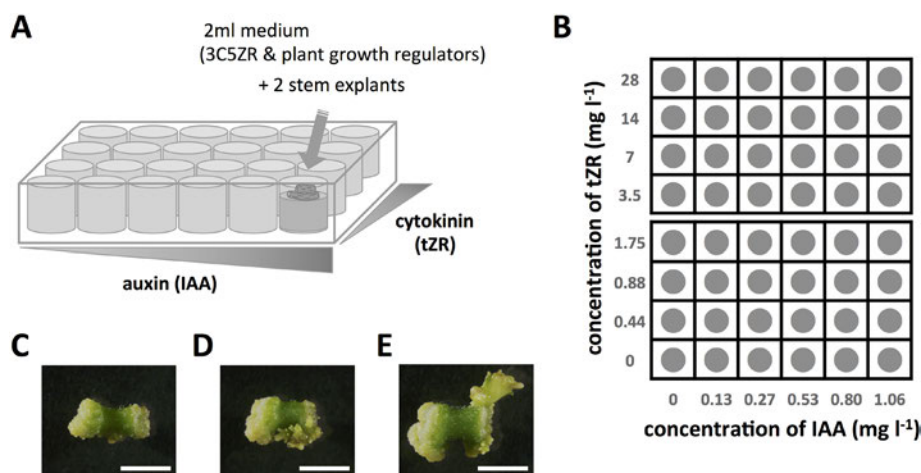 A
2ml medium
(3C5ZR & plant growth regulators)
+ 2 stem explants
cytokinin
(tZR)
auxin (IAA)
B
concentration of tZR (mg l-1)
28
14
7
3.5
1.75
0.88
0.44
0
0 0.13 0.27 0.53 0.80 1.06
concentration of IAA (mg l-1)
C D E